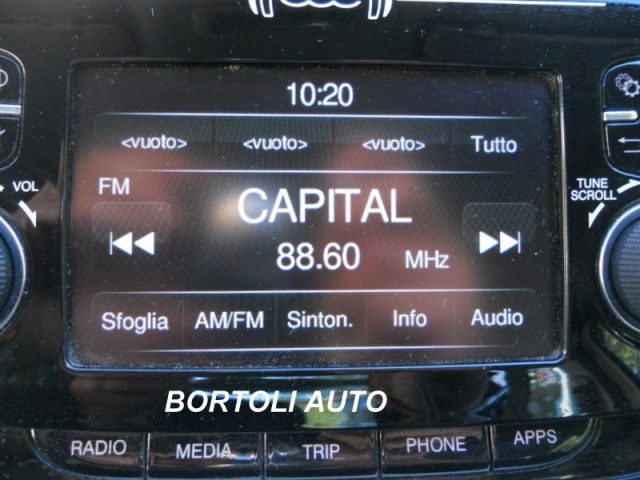 10:20
<vuoto> <vuoto> <vuoto> Tutto
FM
CAPITAL
88.60 MHz
Sfoglia AM/FM Sinton. Info Audio
VOL
TUNE
SCROLL
BORTOLI AUTO
RADIO MEDIA TRIP PHONE APPS